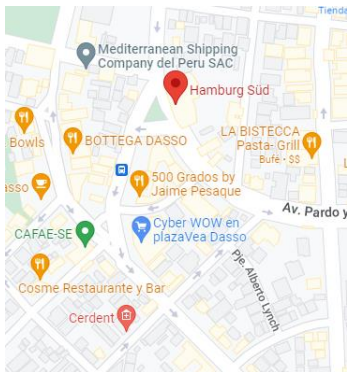 Tienda
Mediterranean Shipping
Company del Peru SAC
Hamburg Süd
Bowls
BOTTEGA DASSO
LA BISTECCA
Pasta- Grill
Bufé - $$
asso
500 Grados by
Jaime Pesaque
Av. Pardo y
CAFAE-SE
Cyber WOW en
plazaVea Dasso
Pje. Alberto Lynch
Cosme Restaurante y Bar
Cerdent